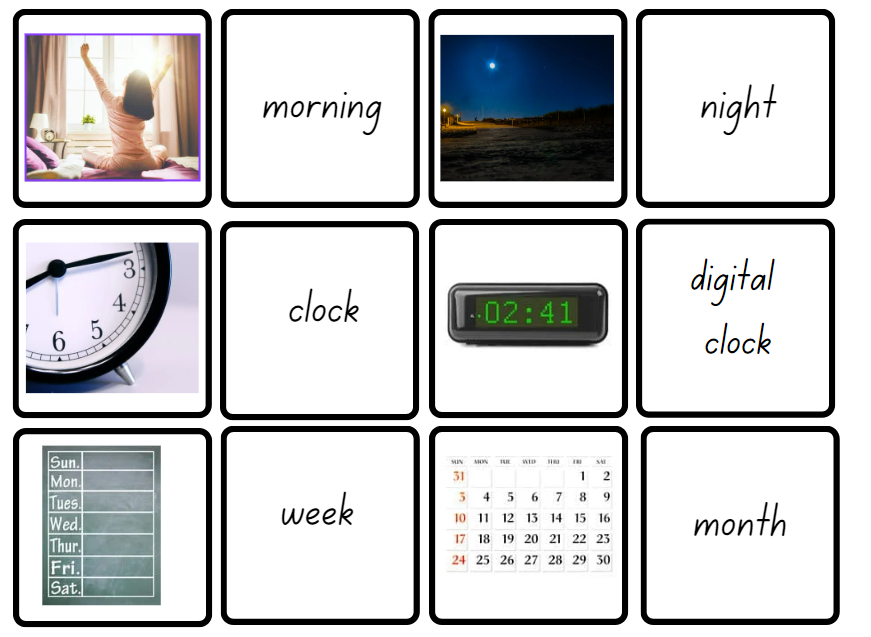 morning
night
3
4
5
6
clock
02:41
digital
clock
Sun.
Mon.
Tues.
Wed.
Thur.
Fri.
Sat.
week
SUN MON TUE WED THU FRI SAT
31 1 2
3 4 5 6 7 8 9
10 11 12 13 14 15 16
17 18 19 20 21 22 23
24 25 26 27 28 29 30
month